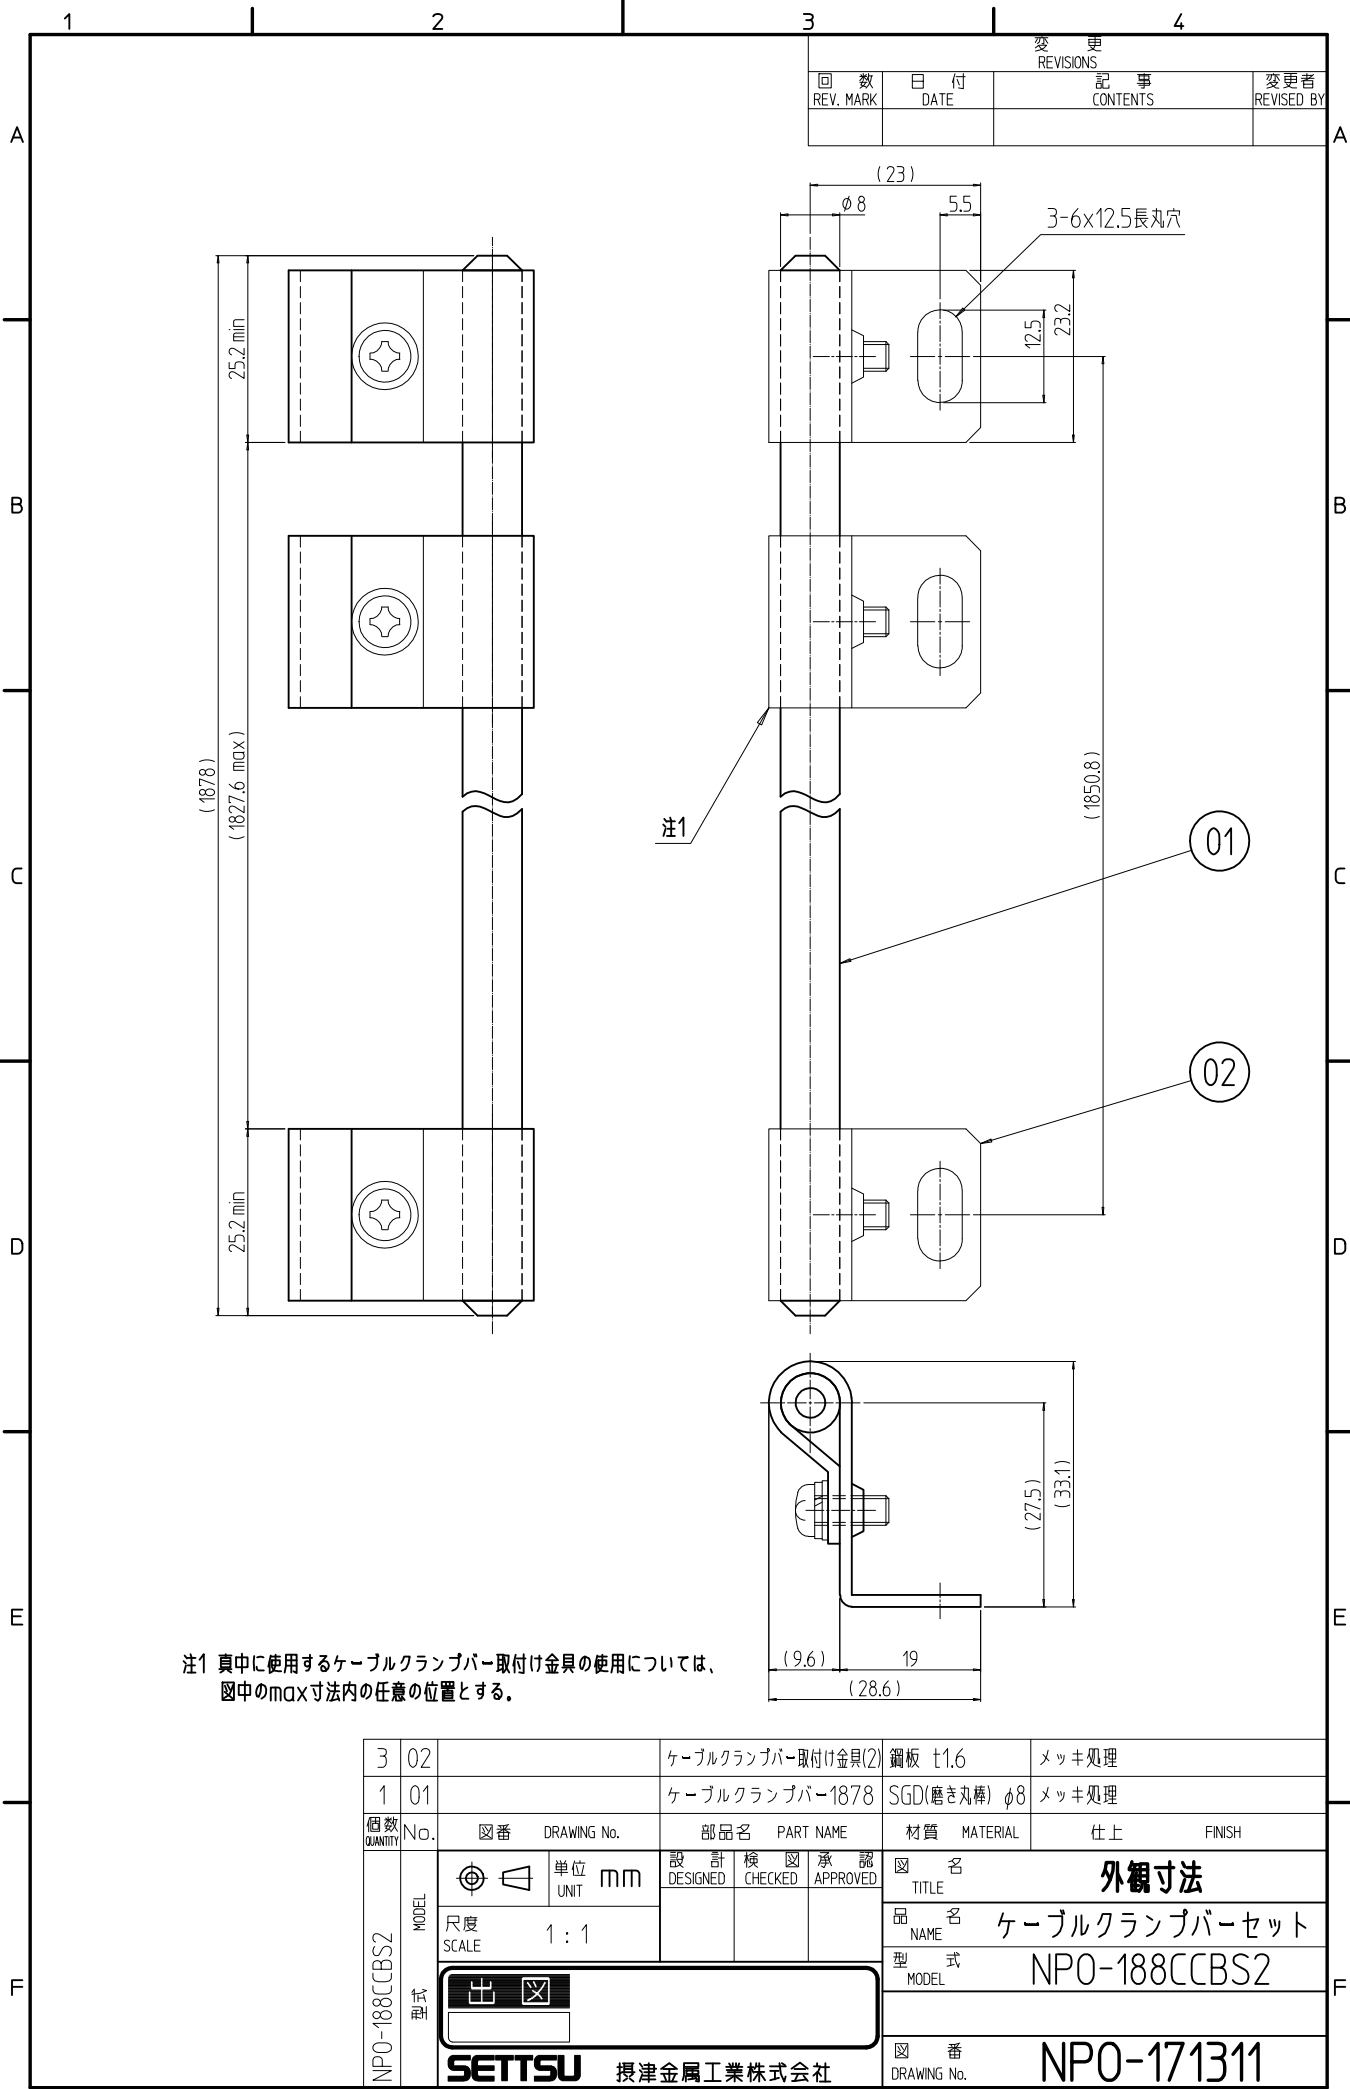 1 2 3 4
変更
REVISIONS
回数 日付 記事 変更者
REV. MARK DATE CONTENTS REVISED BY
A A
(23)
φ8 5.5
3-6x12.5長丸穴
25.2 min
12.5
23.2
B B
(1878)
(1827.6 max)
(1850.8)
注1
01
C C
02
25.2 min
D D
(27.5)
(33.1)
E E
(9.6) 19
(28.6)
注1 真中に使用するケーブルクランプバー取付け金具の使用については、
図中のmax寸法内の任意の位置とする。
3 02 ケーブルクランプバー取付け金具(2) 鋼板 t1.6 メッキ処理
1 01 ケーブルクランプバー1878 SGD(磨き丸棒) φ8 メッキ処理
個数 No. 図番 DRAWING No. 部品名 PART NAME 材質 MATERIAL 仕上 FINISH
QUANTITY
NPO-188CCBS2
MODEL
型式
単位 mm
UNIT
設計 検図 承認
DESIGNED CHECKED APPROVED
尺度 1 : 1
SCALE
図名 外観寸法
TITLE
品名 ケーブルクランプバーセット
NAME
型式 NPO-188CCBS2
MODEL
F F
出図
SETTSU 摂津金属工業株式会社
図番 NPO-171311
DRAWING No.